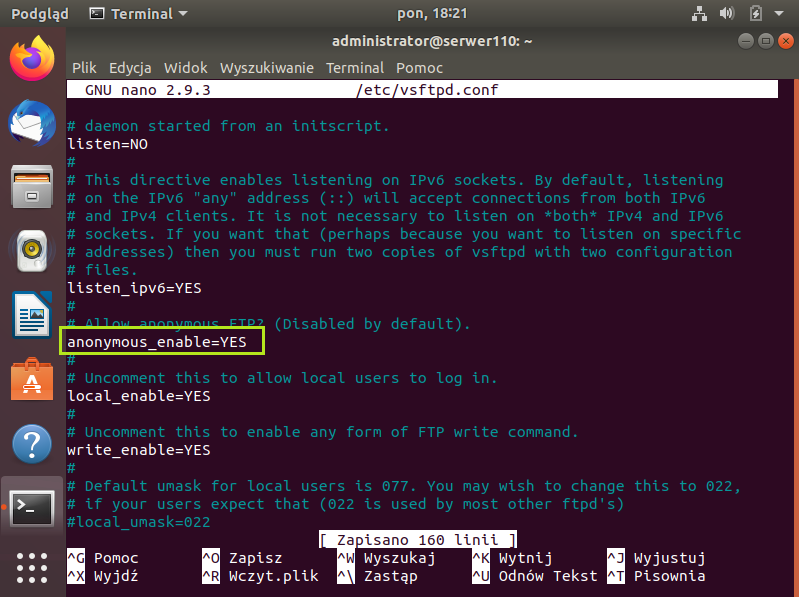 Podgląd Terminal pon, 18:21
administrator@serwer110: ~
Plik Edycja Widok Wyszukiwanie Terminal Pomoc
GNU nano 2.9.3 /etc/vsftpd.conf
# daemon started from an initscript.
listen=NO
#
# This directive enables listening on IPv6 sockets. By default, listening
# on the IPv6 "any" address (::) will accept connections from both IPv6
# and IPv4 clients. It is not necessary to listen on *both* IPv4 and IPv6
# sockets. If you want that (perhaps because you want to listen on specific
# addresses) then you must run two copies of vsftpd with two configuration
# files.
listen_ipv6=YES
#
# Allow anonymous FTP? (Disabled by default).
anonymous_enable=YES
#
# Uncomment this to allow local users to log in.
local_enable=YES
#
# Uncomment this to enable any form of FTP write command.
write_enable=YES
#
# Default umask for local users is 077. You may wish to change this to 022,
# if your users expect that (022 is used by most other ftpd's)
#local_umask=022
[ Zapisano 160 linii ]
^G Pomoc ^O Zapisz ^W Wyszukaj ^K Wytnij ^J Wyjustuj
^X Wyjdź ^R Wczyt.plik ^\ Zastąp ^U Odnów Tekst ^T Pisownia